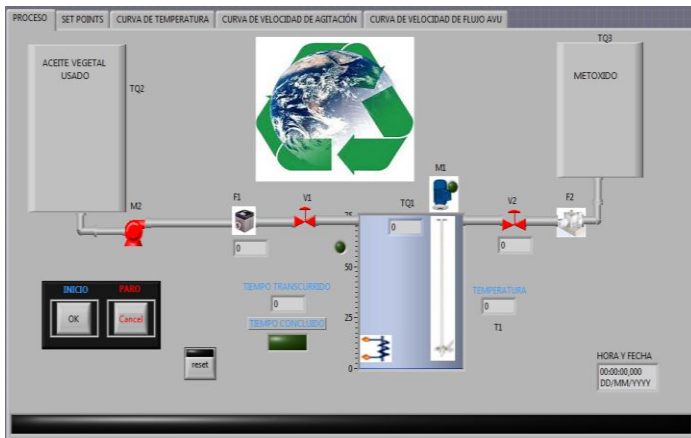 PROCESO
SET POINTS
CURVA DE TEMPERATURA
CURVA DE VELOCIDAD DE AGITACIÓN
CURVA DE VELOCIDAD DE FLUJO AVU
ACEITE VEGETAL
USADO
TQ2
TQ3
METOXIDO
M1
M2
F1
V1
TQ1
V2
F2
0
0
0
75
50
25
0
INICIO
PARO
OK
Cancel
TIEMPO TRANSCURRIDO
0
TIEMPO CONCLUIDO
TEMPERATURA
0
T1
reset
HORA Y FECHA
00:00:00,000
DD/MM/YYYY